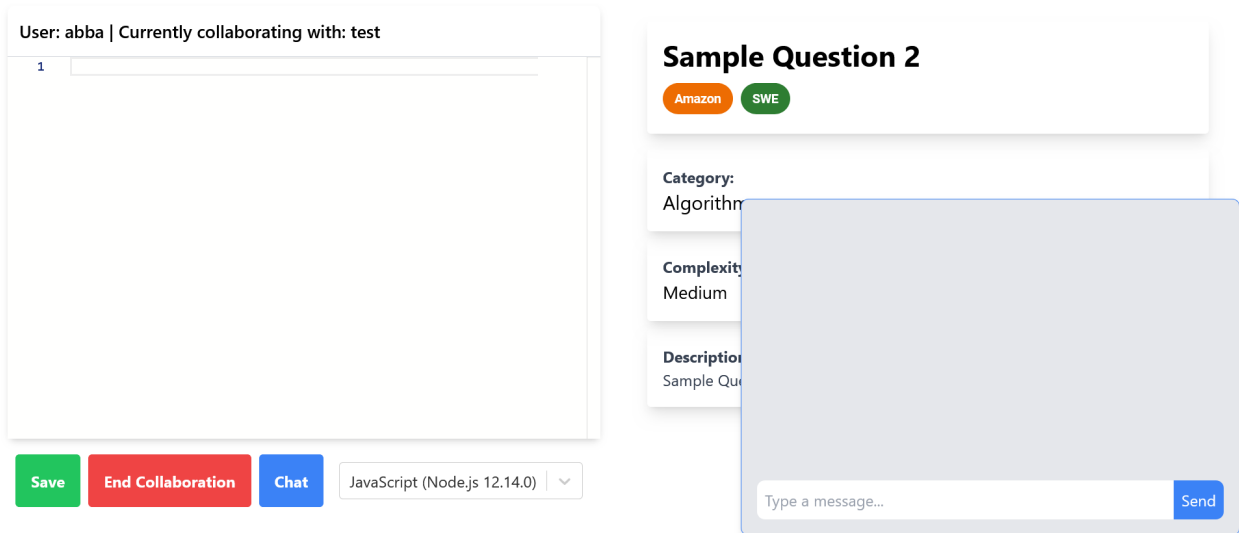 User: abba | Currently collaborating with: test
1
Save
End Collaboration
Chat
JavaScript (Node.js 12.14.0)
Sample Question 2
Amazon
SWE
Category:
Algorithm
Complexity
Medium
Description
Sample Que
Type a message...
Send